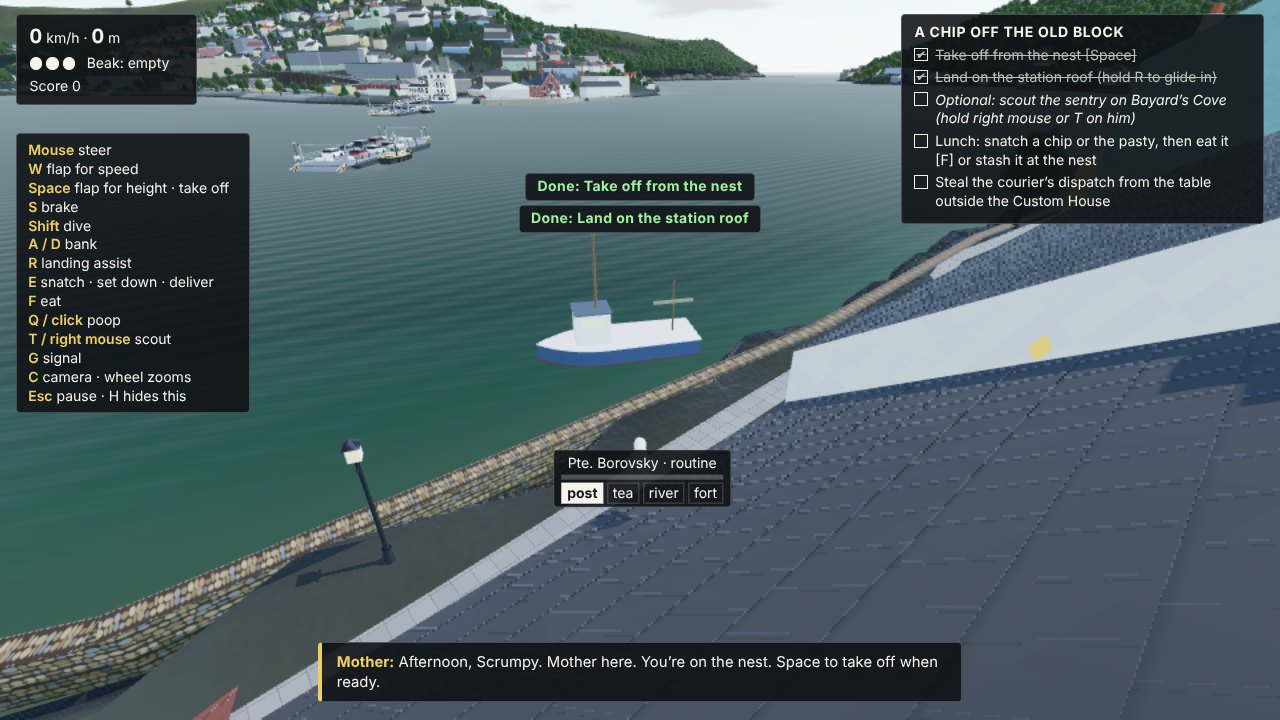 0 km/h · 0 m
Beak: empty
Score 0
Mouse steer
W flap for speed
Space flap for height · take off
S brake
Shift dive
A / D bank
R landing assist
E snatch · set down · deliver
F eat
Q / click poop
T / right mouse scout
G signal
C camera · wheel zooms
Esc pause · H hides this
Done: Take off from the nest
Done: Land on the station roof
A CHIP OFF THE OLD BLOCK
Take off from the nest [Space]
Land on the station roof (hold R to glide in)
Optional: scout the sentry on Bayard's Cove
(hold right mouse or T on him)
Lunch: snatch a chip or the pasty, then eat it
[F] or stash it at the nest
Steal the courier's dispatch from the table
outside the Custom House
Pte. Borovsky · routine
post tea river fort
Mother: Afternoon, Scrumpy. Mother here. You're on the nest. Space to take off when
ready.